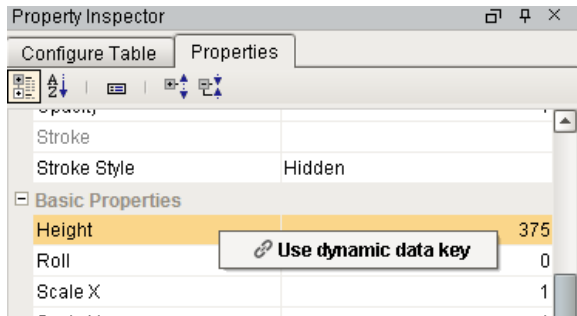 Property Inspector
Configure Table Properties
Opacity
Stroke
Stroke Style Hidden
Basic Properties
Height 375
Use dynamic data key
Roll 0
Scale X 1